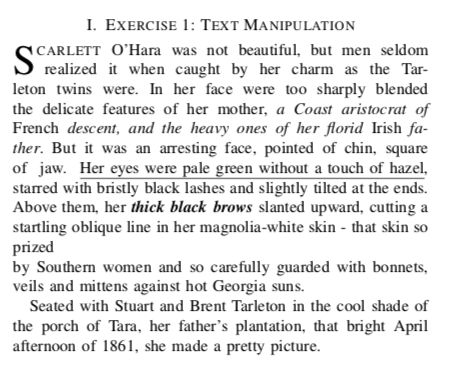 I. EXERCISE 1: TEXT MANIPULATION
SCARLETT O’Hara was not beautiful, but men seldom
realized it when caught by her charm as the Tar-
leton twins were. In her face were too sharply blended
the delicate features of her mother, a Coast aristocrat of
French descent, and the heavy ones of her florid Irish fa-
ther. But it was an arresting face, pointed of chin, square
of jaw. Her eyes were pale green without a touch of hazel,
starred with bristly black lashes and slightly tilted at the ends.
Above them, her thick black brows slanted upward, cutting a
startling oblique line in her magnolia-white skin - that skin so
prized
by Southern women and so carefully guarded with bonnets,
veils and mittens against hot Georgia suns.
Seated with Stuart and Brent Tarleton in the cool shade of
the porch of Tara, her father’s plantation, that bright April
afternoon of 1861, she made a pretty picture.